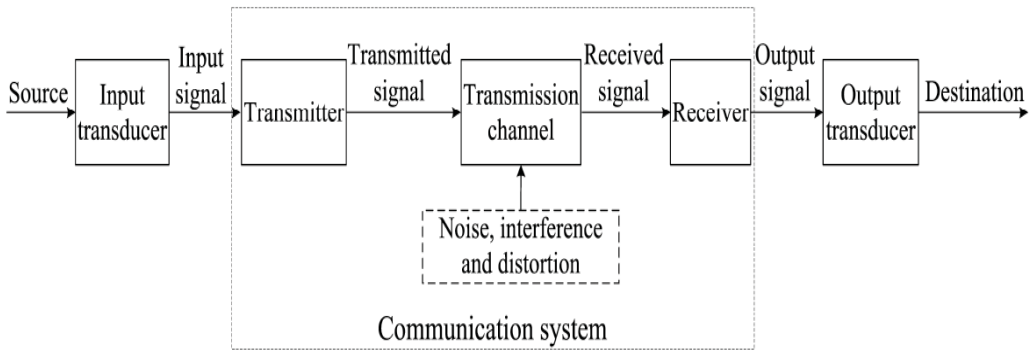 Source
Input
transducer
Input
signal
Transmitter
Transmitted
signal
Transmission
channel
Received
signal
Receiver
Output
signal
Output
transducer
Destination
Noise, interference
and distortion
Communication system